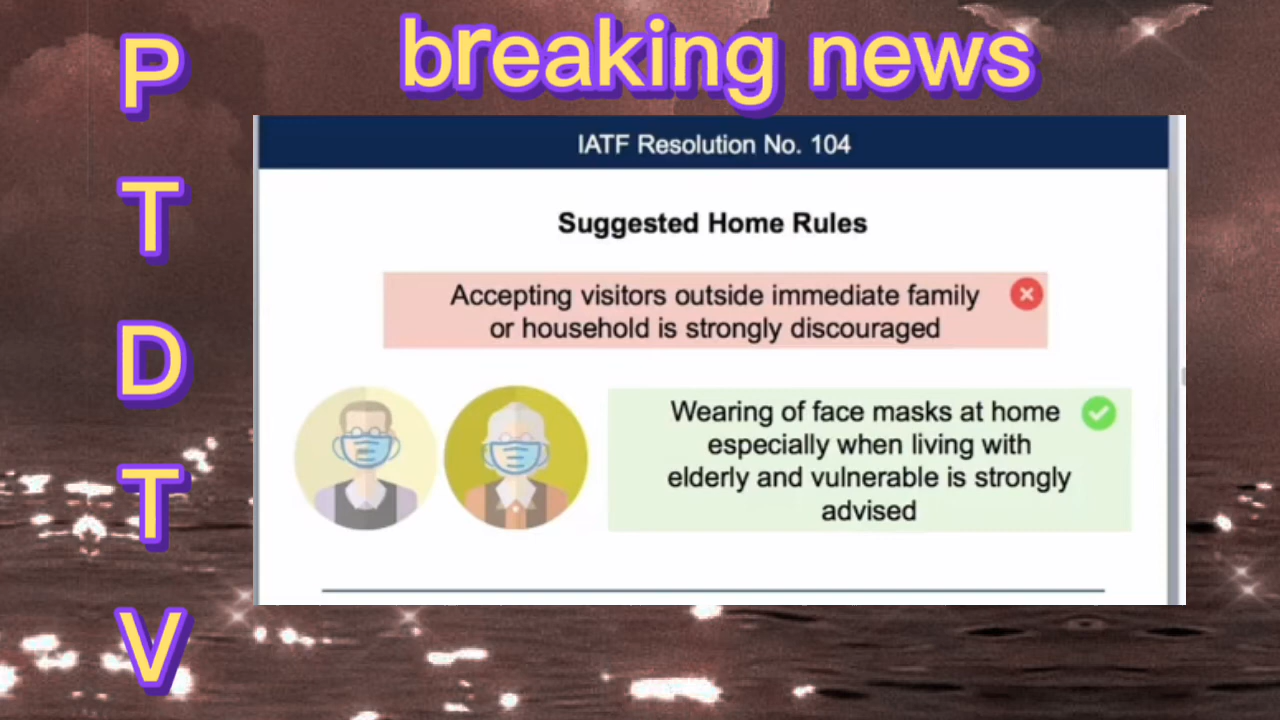 breaking news
P
T
D
T
V
IATF Resolution No. 104
Suggested Home Rules
Accepting visitors outside immediate family
or household is strongly discouraged
Wearing of face masks at home
especially when living with
elderly and vulnerable is strongly
advised